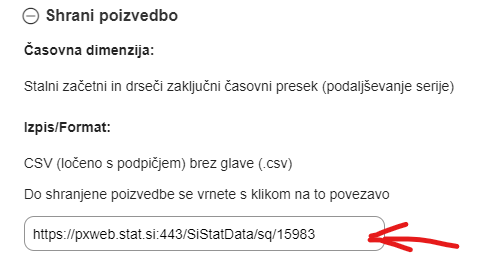 Shrani poizvedbo
Časovna dimenzija:
Stalni začetni in drseči zaključni časovni presek (podaljševanje serije)
Izpis/Format:
CSV (ločeno s podpičjem) brez glave (.csv)
Do shranjene poizvedbe se vrnete s klikom na to povezavo
https://pxweb.stat.si:443/SiStatData/sq/15983